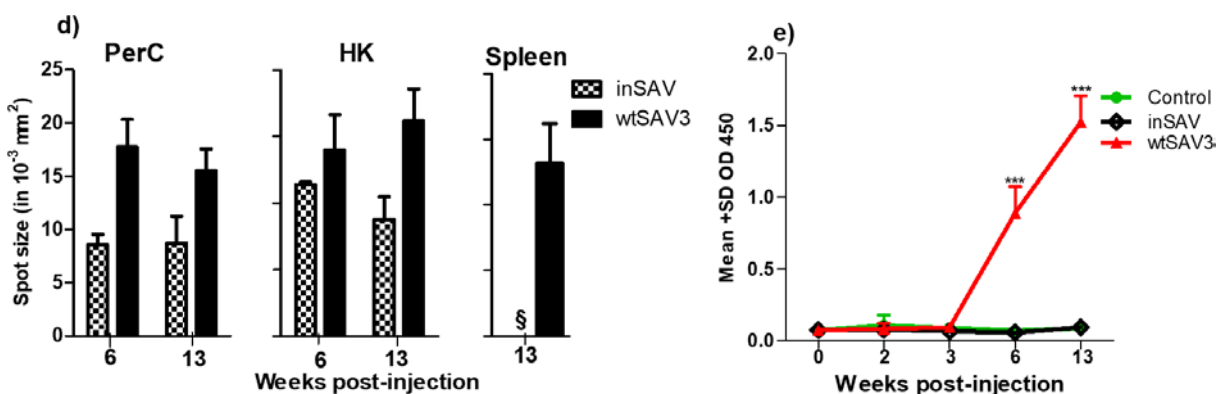 d)
PerC
HK
Spleen
inSAV
wtSAV3
Spot size (in 10⁻³ mm²)
25
20
15
10
5
0
6
13
6
13
§
13
Weeks post-injection
e)
Mean +SD OD 450
2.0
1.5
1.0
0.5
0.0
***
***
Control
inSAV
wtSAV3
0
2
3
6
13
Weeks post-injection